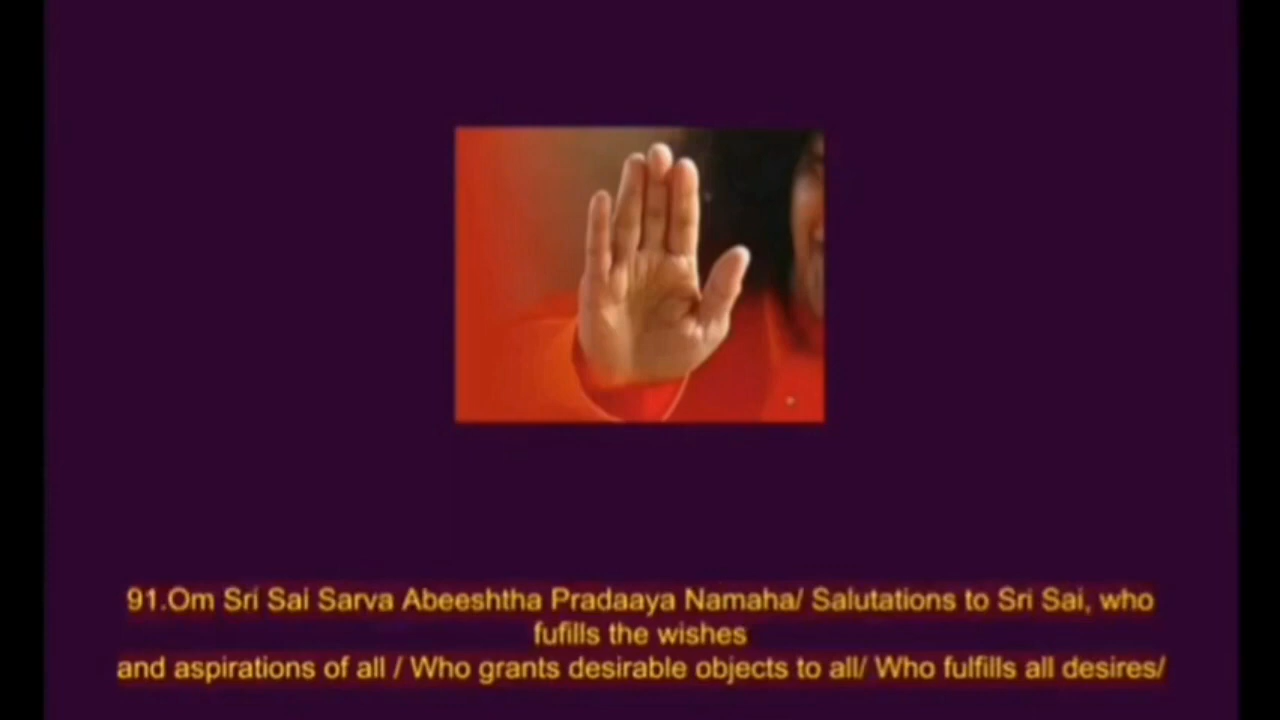 91.Om Sri Sai Sarva Abeeshtha Pradaaya Namaha/ Salutations to Sri Sai, who
fufills the wishes
and aspirations of all / Who grants desirable objects to all/ Who fulfills all desires/